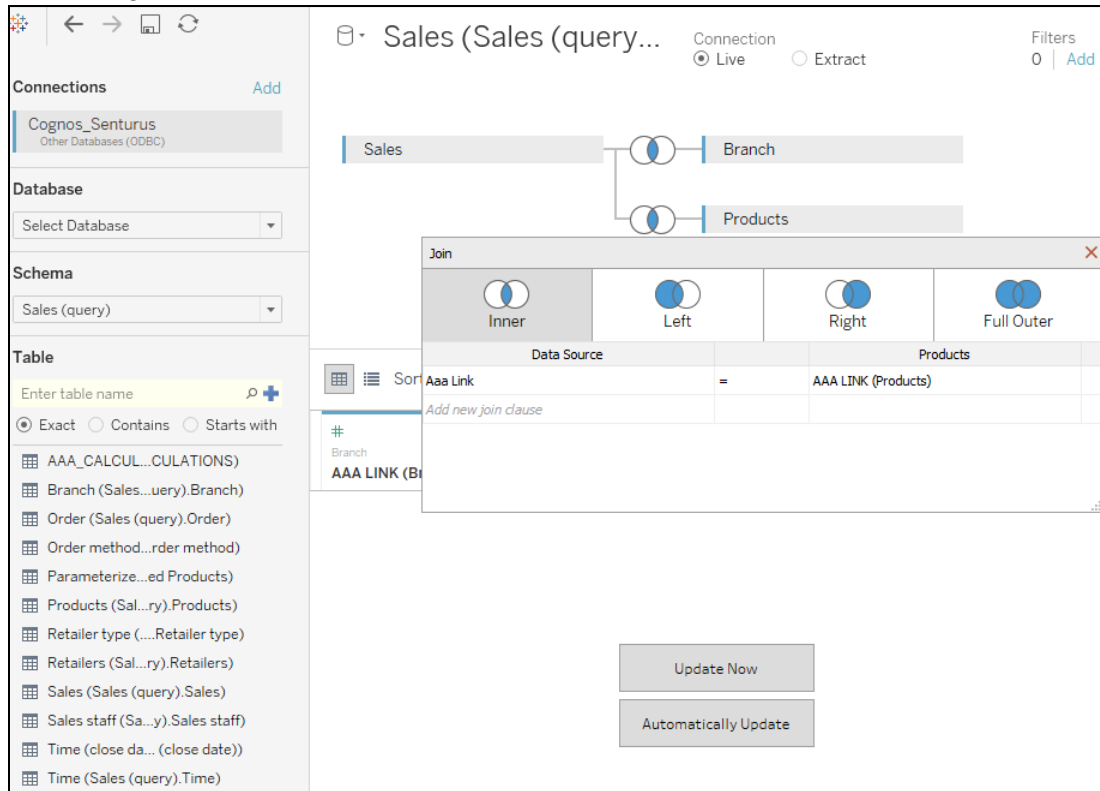 Connections
Add
Cognos_Senturus
Other Databases (ODBC)
Database
Select Database
Schema
Sales (query)
Table
Enter table name
Exact
Contains
Starts with
AAA_CALCUL...CULATIONS)
Branch (Sales...uery).Branch)
Order (Sales (query).Order)
Order method...rder method)
Parameterize...ed Products)
Products (Sal...ry).Products)
Retailer type (....Retailer type)
Retailers (Sal...ry).Retailers)
Sales (Sales (query).Sales)
Sales staff (Sa...y).Sales staff)
Time (close da... (close date))
Time (Sales (query).Time)
Sales (Sales (query...
Connection
Live
Extract
Filters
0 | Add
Sales
Branch
Products
Join
Inner
Left
Right
Full Outer
Data Source
Products
Aaa Link = AAA LINK (Products)
Add new join clause
Sort
#
Branch
AAA LINK (Br
Update Now
Automatically Update